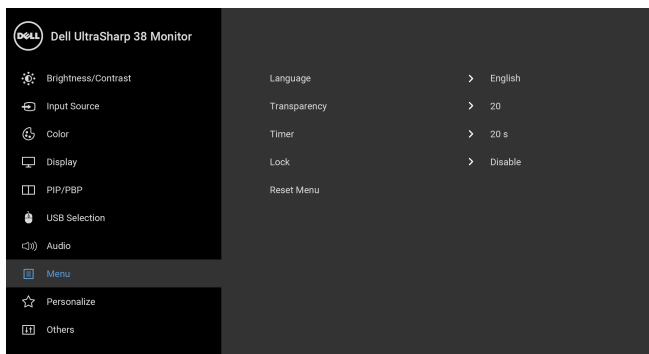 DELL Dell UltraSharp 38 Monitor
Brightness/Contrast
Input Source
Color
Display
PIP/PBP
USB Selection
Audio
Menu
Personalize
Others
Language > English
Transparency > 20
Timer > 20 s
Lock > Disable
Reset Menu